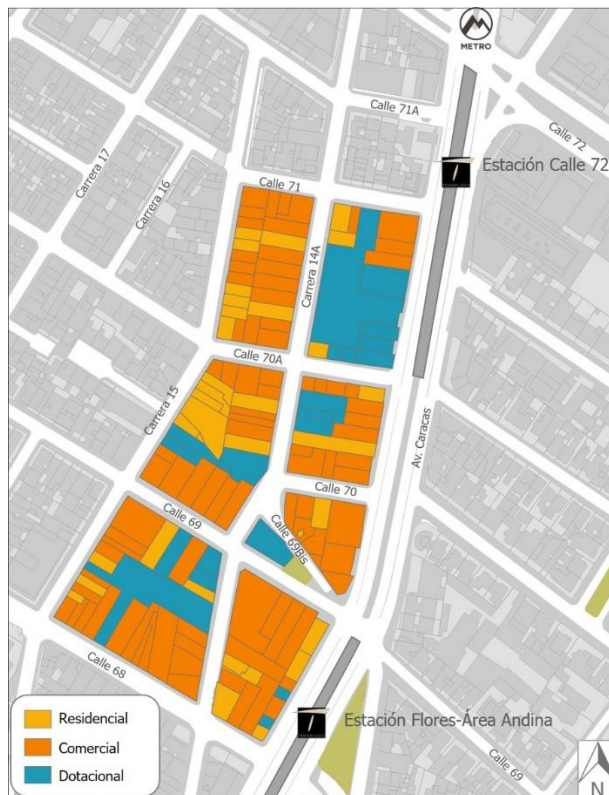 METRO
Calle 71A
Calle 72
Estación Calle 72
Carrera 17
Carrera 16
Calle 71
Carrera 14A
Calle 70A
Carrera 15
Av. Caracas
Calle 70
Calle 69
Calle 69Bis
Calle 68
Residencial
Comercial
Dotacional
Estación Flores-Área Andina
Calle 69
N